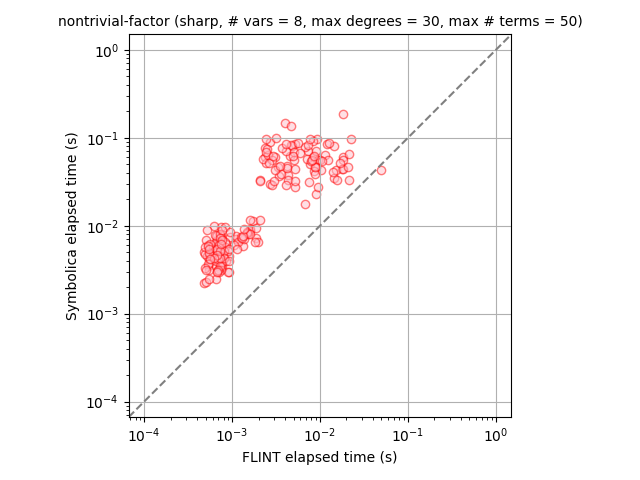 nontrivial-factor (sharp, # vars = 8, max degrees = 30, max # terms = 50)
Symbolica elapsed time (s)
10⁰
10⁻¹
10⁻²
10⁻³
10⁻⁴
10⁻⁴ 10⁻³ 10⁻² 10⁻¹ 10⁰
FLINT elapsed time (s)